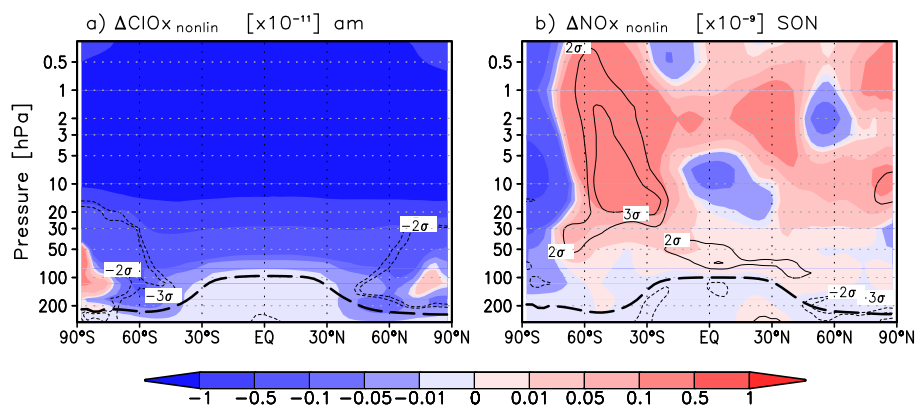 a) ΔClOx nonlin [x10⁻¹¹] am
b) ΔNOx nonlin [x10⁻⁹] SON
Pressure [hPa]
0.5
1
2
3
5
10
20
30
50
100
200
-2σ
-2σ
-3σ
-2σ
90°S 60°S 30°S EQ 30°N 60°N 90°N
0.5
1
2
3
5
10
20
30
50
100
200
2σ
3σ
2σ
2σ
-2σ
.3σ
90°S 60°S 30°S EQ 30°N 60°N 90°N
-1 -0.5 -0.1 -0.05 -0.01 0 0.01 0.05 0.1 0.5 1